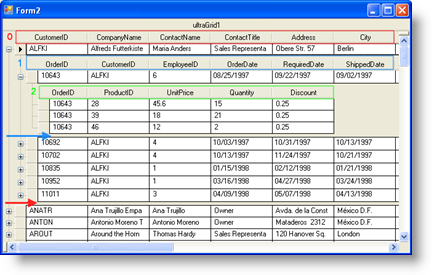 Form2
ultraGrid1
0 CustomerID CompanyName ContactName ContactTitle Address City
ALFKI Alfreds Futterkiste Maria Anders Sales Representa Obere Str. 57 Berlin
1 OrderID CustomerID EmployeeID OrderDate RequiredDate ShippedDate
10643 ALFKI 6 08/25/1997 09/22/1997 09/02/1997
2 OrderID ProductID UnitPrice Quantity Discount
10643 28 45.6 15 0.25
10643 39 18 21 0.25
10643 46 12 2 0.25
10692 ALFKI 4 10/03/1997 10/31/1997 10/13/1997
10702 ALFKI 4 10/13/1997 11/24/1997 10/21/1997
10835 ALFKI 1 01/15/1998 02/12/1998 01/21/1998
10952 ALFKI 1 03/16/1998 04/27/1998 03/24/1998
11011 ALFKI 3 04/09/1998 05/07/1998 04/13/1998
ANATR Ana Trujillo Empa Ana Trujillo Owner Avda. de la Const México D.F.
ANTON Antonio Moreno T Antonio Moreno Owner Mataderos 2312 México D.F.
AROUT Around the Horn Thomas Hardy Sales Representa 120 Hanover Sq. London